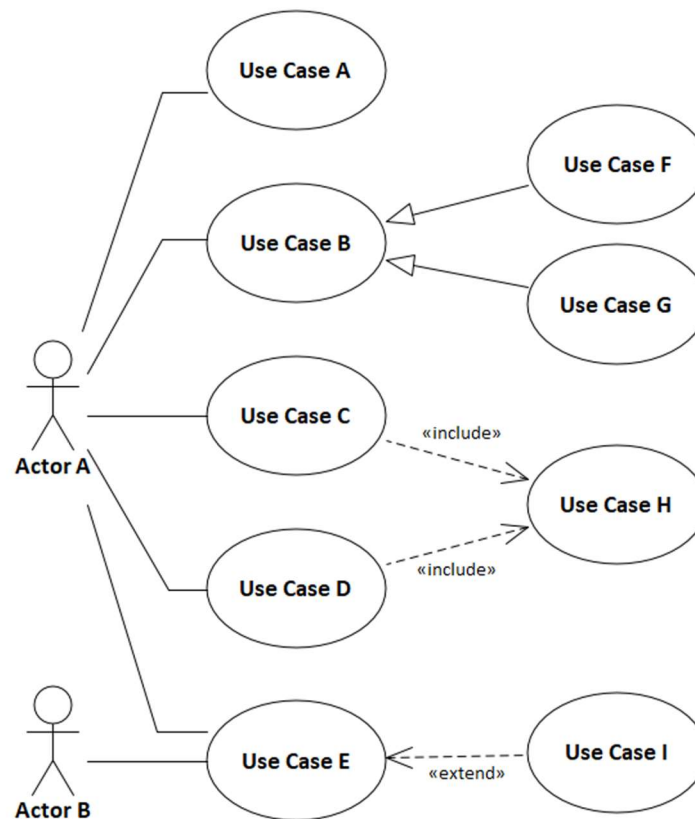 Use Case A
Use Case F
Use Case B
Use Case G
Use Case C
«include»
Actor A
Use Case H
«include»
Use Case D
Use Case E
Use Case I
«extend»
Actor B